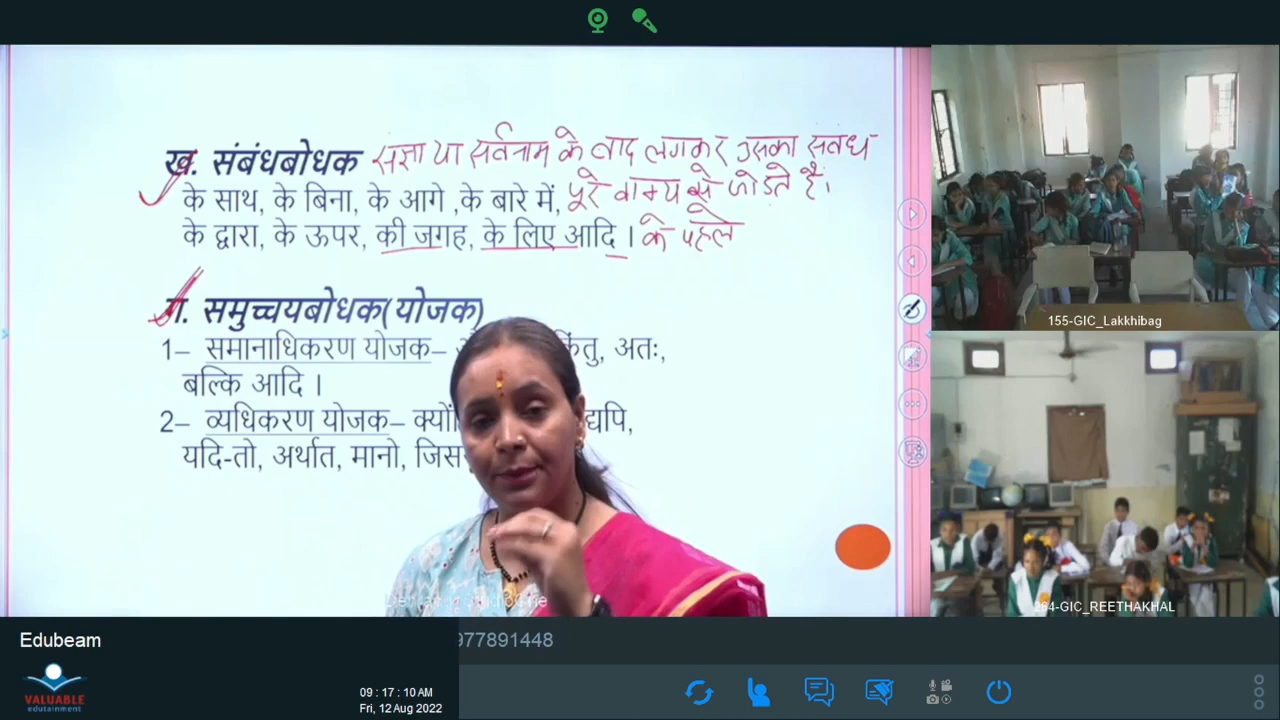 ख. संबंधबोधक संज्ञा या सर्वनाम के बाद लगकर उसका संबंध
के साथ, के बिना, के आगे ,के बारे में, पूरे वाक्य से जोड़ते है।
के द्वारा, के ऊपर, की जगह, के लिए आदि । के पहले
ग. समुच्चयबोधक(योजक)
1– समानाधिकरण योजक– किंतु, अतः,
बल्कि आदि ।
2– व्यधिकरण योजक–
यदि-तो, अर्थात, मानो,
155-GIC_Lakkhibag
264-GIC_REETHAKHAL
Edubeam
977891448
VALUABLE
edutainment
09 : 17 : 10 AM
Fri, 12 Aug 2022